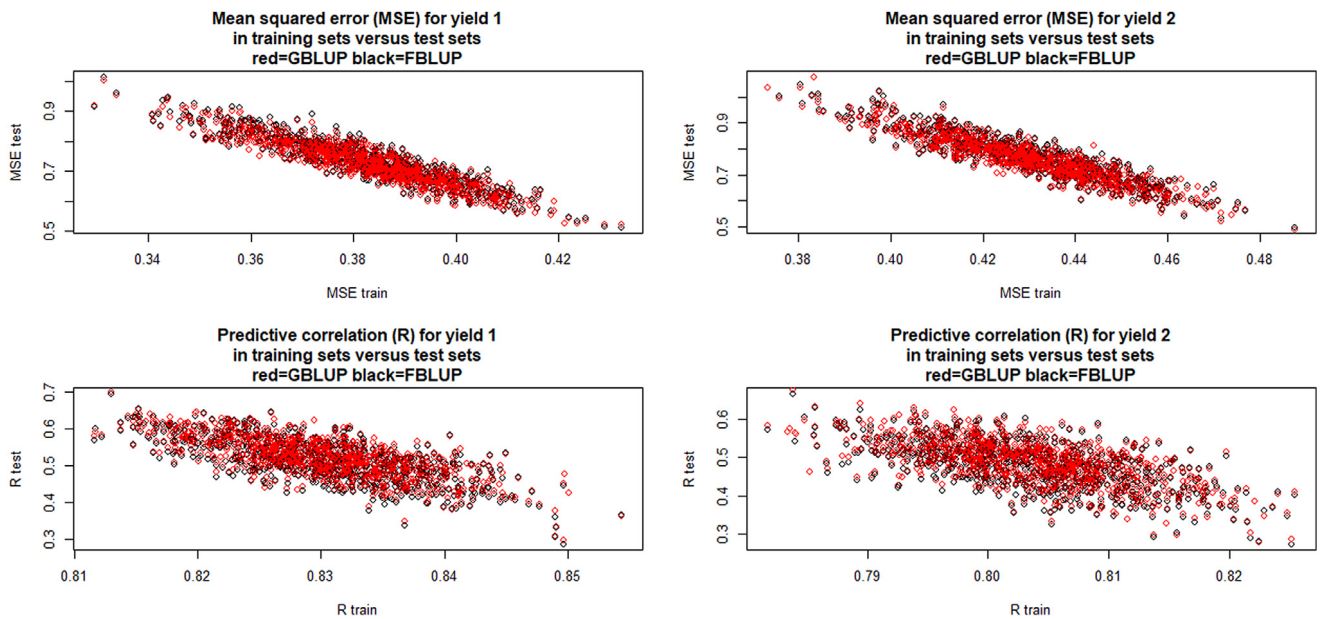 Mean squared error (MSE) for yield 1
in training sets versus test sets
red=GBLUP black=FBLUP
MSE test
0.9
0.7
0.5
0.34 0.36 0.38 0.40 0.42
MSE train
Mean squared error (MSE) for yield 2
in training sets versus test sets
red=GBLUP black=FBLUP
MSE test
0.9
0.7
0.5
0.38 0.40 0.42 0.44 0.46 0.48
MSE train
Predictive correlation (R) for yield 1
in training sets versus test sets
red=GBLUP black=FBLUP
R test
0.7
0.6
0.5
0.4
0.3
0.81 0.82 0.83 0.84 0.85
R train
Predictive correlation (R) for yield 2
in training sets versus test sets
red=GBLUP black=FBLUP
R test
0.6
0.5
0.4
0.3
0.79 0.80 0.81 0.82
R train